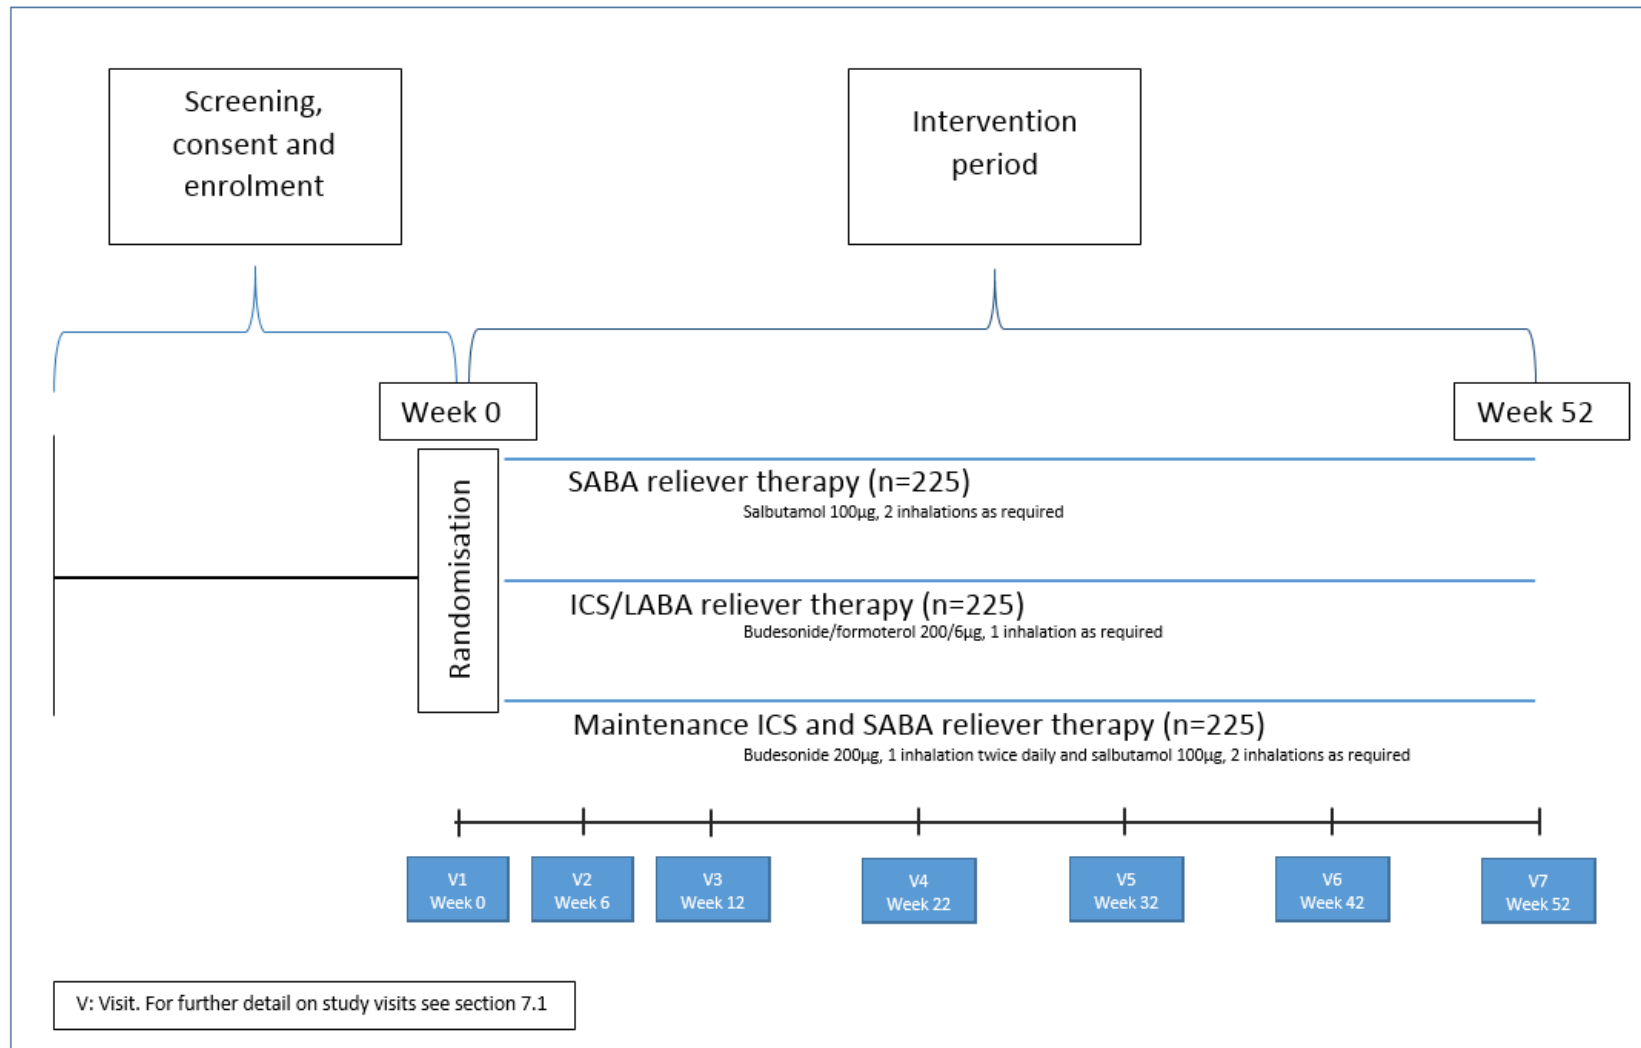 Screening,
consent and
enrolment
Intervention
period
Week 0
Week 52
Randomisation
SABA reliever therapy (n=225)
Salbutamol 100µg, 2 inhalations as required
ICS/LABA reliever therapy (n=225)
Budesonide/formoterol 200/6µg, 1 inhalation as required
Maintenance ICS and SABA reliever therapy (n=225)
Budesonide 200µg, 1 inhalation twice daily and salbutamol 100µg, 2 inhalations as required
V1
Week 0
V2
Week 6
V3
Week 12
V4
Week 22
V5
Week 32
V6
Week 42
V7
Week 52
V: Visit. For further detail on study visits see section 7.1